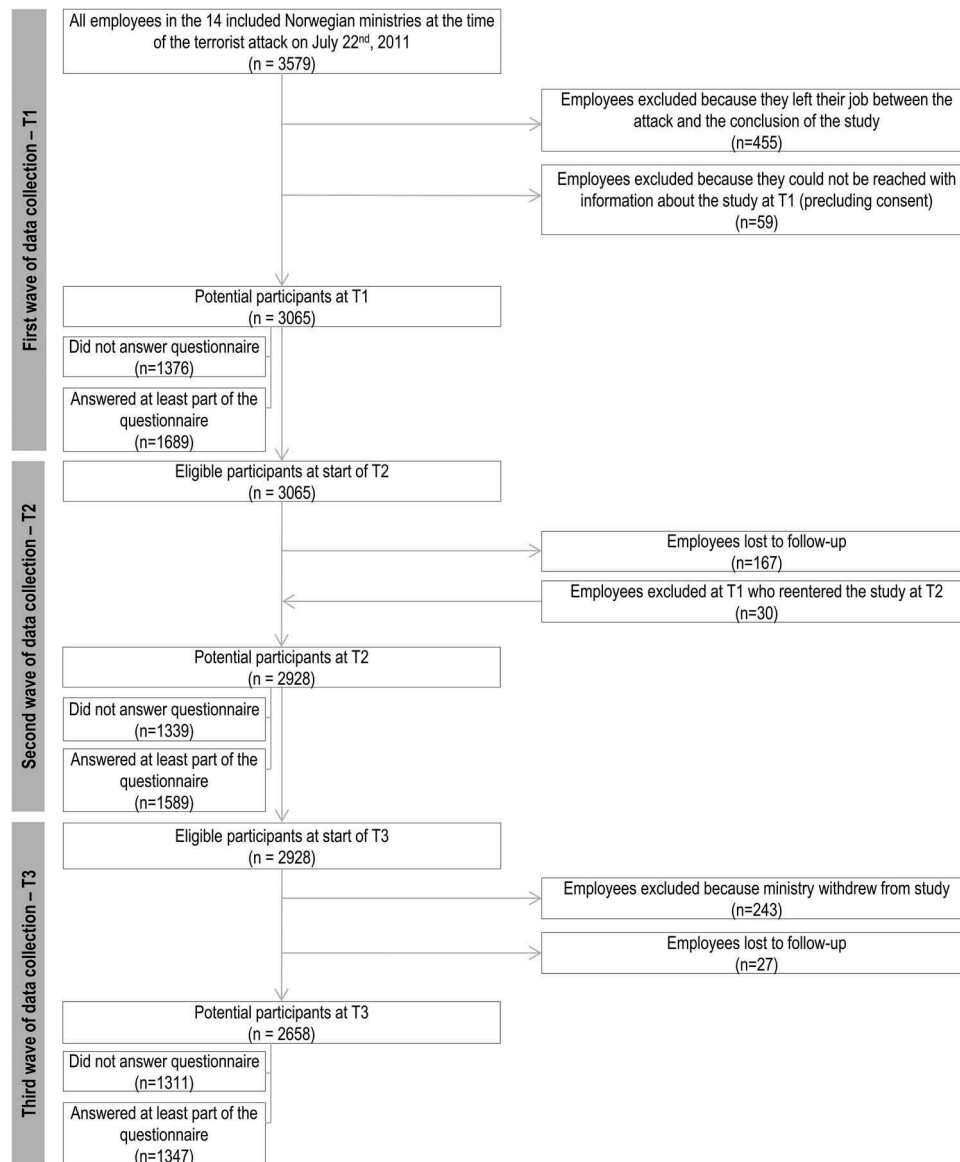 First wave of data collection – T1
All employees in the 14 included Norwegian ministries at the time
of the terrorist attack on July 22nd, 2011
(n = 3579)
Employees excluded because they left their job between the
attack and the conclusion of the study
(n=455)
Employees excluded because they could not be reached with
information about the study at T1 (precluding consent)
(n=59)
Potential participants at T1
(n = 3065)
Did not answer questionnaire
(n=1376)
Answered at least part of the
questionnaire
(n=1689)
Second wave of data collection – T2
Eligible participants at start of T2
(n = 3065)
Employees lost to follow-up
(n=167)
Employees excluded at T1 who reentered the study at T2
(n=30)
Potential participants at T2
(n = 2928)
Did not answer questionnaire
(n=1339)
Answered at least part of the
questionnaire
(n=1589)
Third wave of data collection – T3
Eligible participants at start of T3
(n = 2928)
Employees excluded because ministry withdrew from study
(n=243)
Employees lost to follow-up
(n=27)
Potential participants at T3
(n = 2658)
Did not answer questionnaire
(n=1311)
Answered at least part of the
questionnaire
(n=1347)